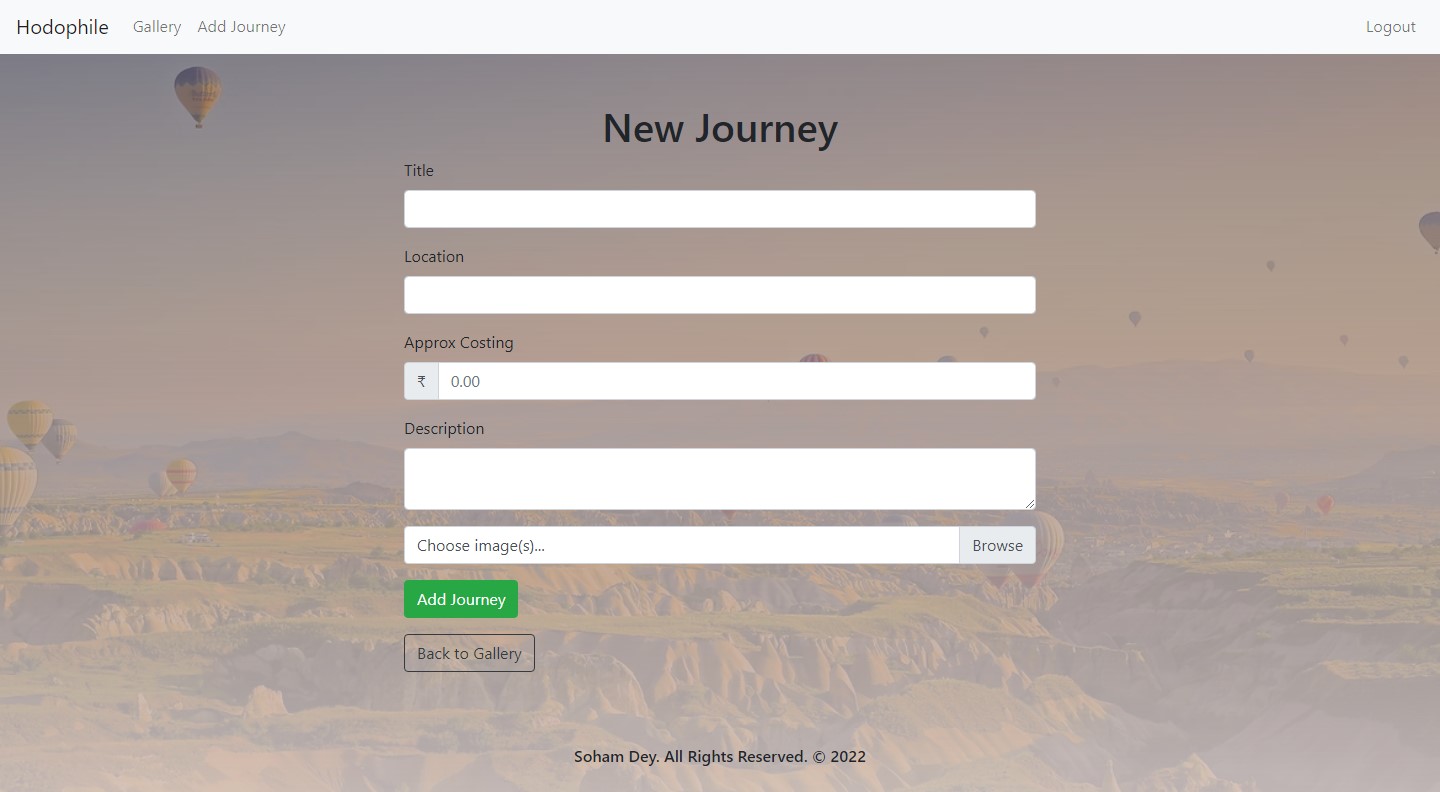 Hodophile Gallery Add Journey Logout
New Journey
Title
Location
Approx Costing
₹ 0.00
Description
Choose image(s)... Browse
Add Journey
Back to Gallery
Soham Dey. All Rights Reserved. © 2022